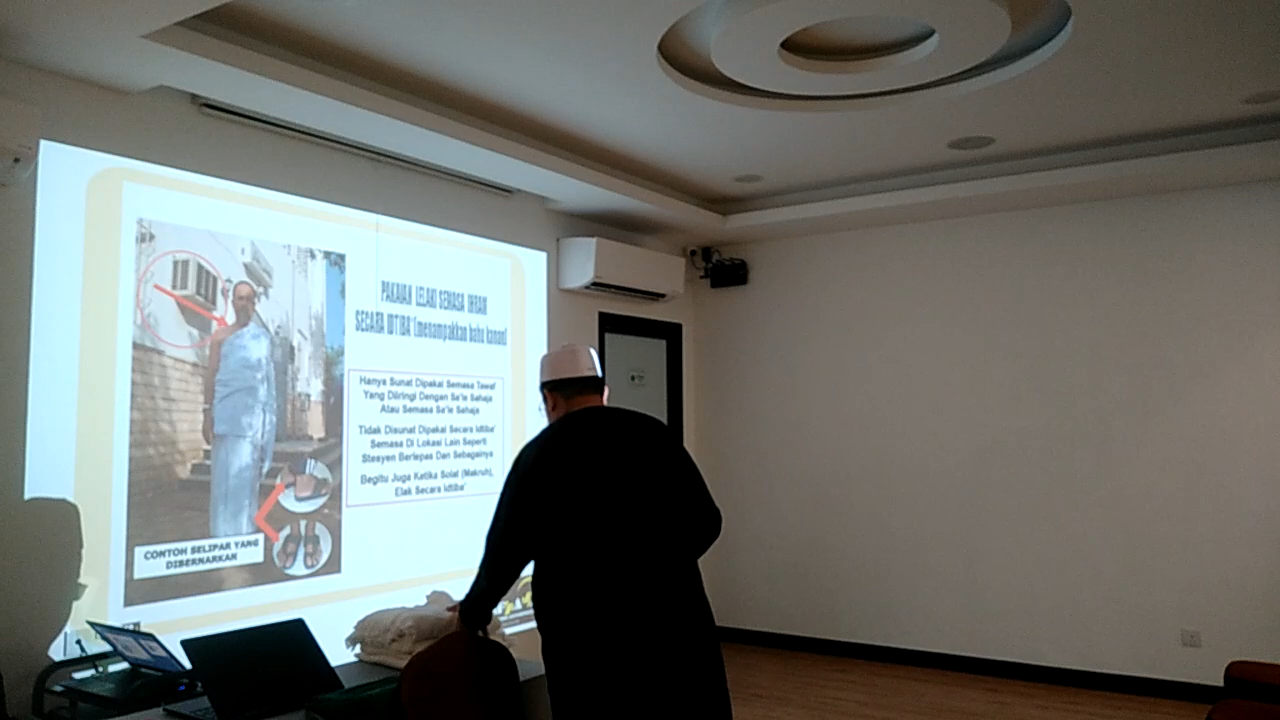 PAKAIAN LELAKI SEMASA IHRAM
SECARA IDTIBA' (menampakkan bahu kanan)
Hanya Sunat Dipakai Semasa Tawaf
Yang Diiringi Dengan Sa'ie Sahaja
Atau Semasa Sa'ie Sahaja
Tidak Disunat Dipakai Secara Idtiba'
Semasa Di Lokasi Lain Seperti
Stesyen Berlepas Dan Sebagainya
Begitu Juga Ketika Solat (Makruh),
Elak Secara Idtiba'
CONTOH SELIPAR YANG
DIBERNARKAN